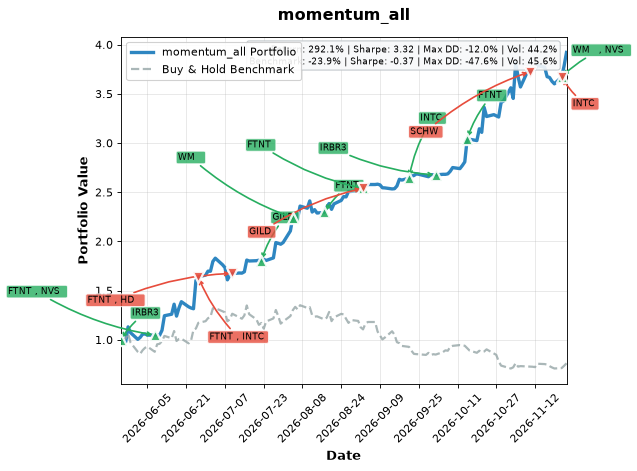 momentum_all
momentum_all Portfolio
Buy & Hold Benchmark
: 292.1% | Sharpe: 3.32 | Max DD: -12.0% | Vol: 44.2%
: -23.9% | Sharpe: -0.37 | Max DD: -47.6% | Vol: 45.6%
WM , NVS
INTC
FTNT
INTC
SCHW
IRBR3
FTNT
WM
FTNT
GILD
FTNT , NVS
FTNT , HD
IRBR3
FTNT , INTC
Portfolio Value
4.0
3.5
3.0
2.5
2.0
1.5
1.0
2026-06-05
2026-06-21
2026-07-07
2026-07-23
2026-08-08
2026-08-24
2026-09-09
2026-09-25
2026-10-11
2026-10-27
2026-11-12
Date